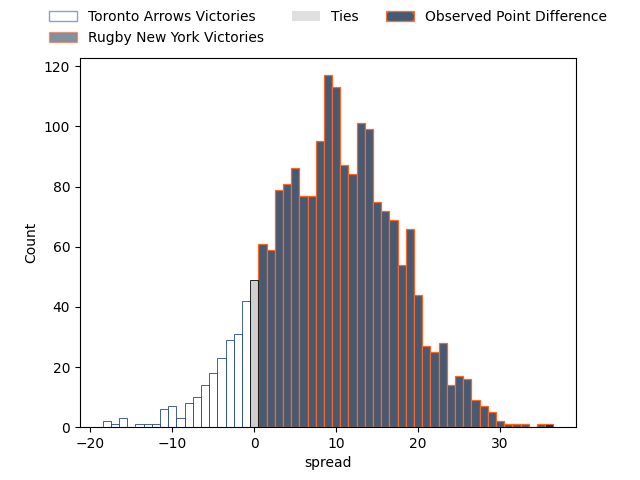 Toronto Arrows Victories
Ties
Observed Point Difference
Rugby New York Victories
120
100
80
60
40
20
0
Count
−20
−10
0
10
20
30
spread